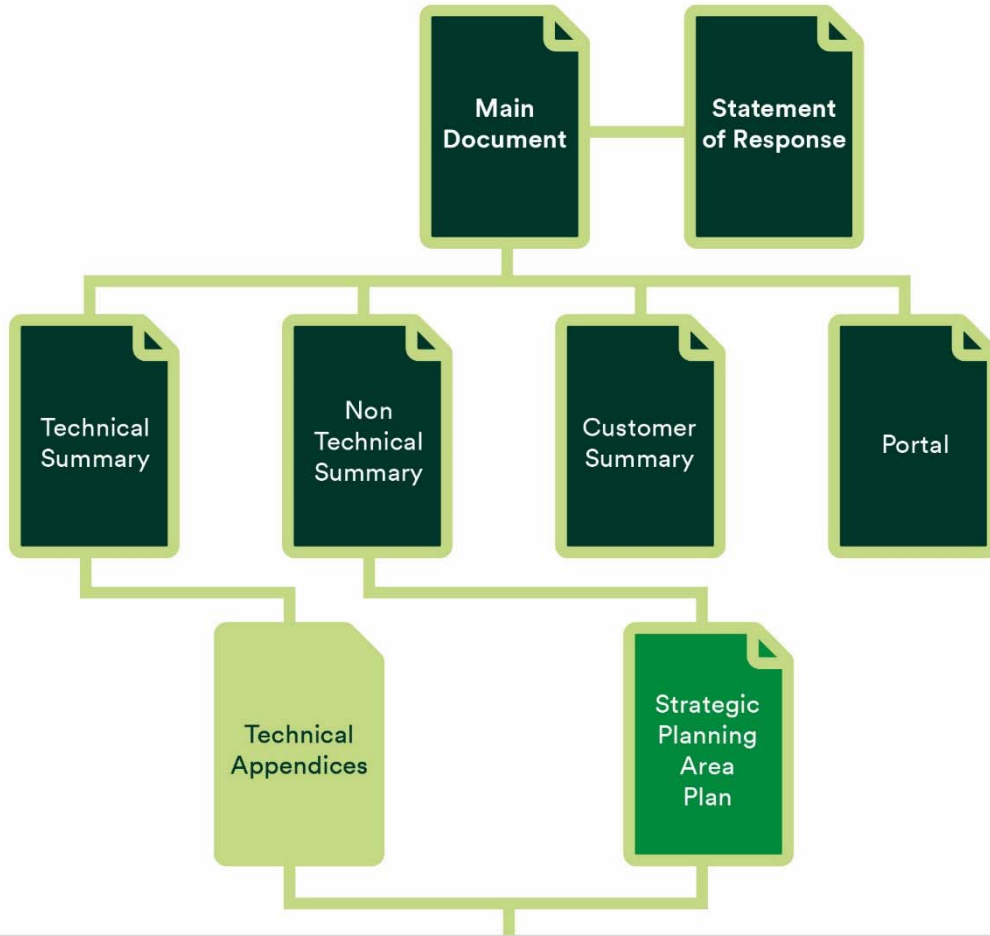 Main
Document
Statement
of Response
Technical
Summary
Non
Technical
Summary
Customer
Summary
Portal
Technical
Appendices
Strategic
Planning
Area
Plan